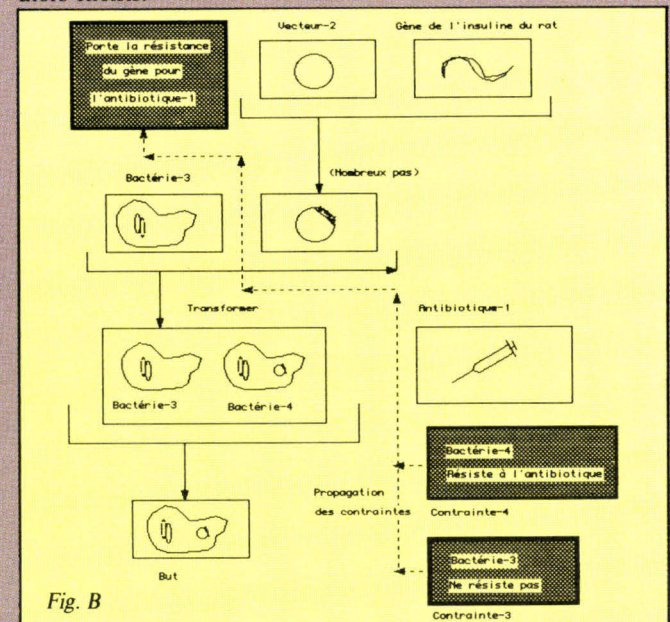 Porte la résistance
du gène pour
l'antibiotique-1
Vecteur-2
Gène de l'insuline du rat
(Nombreux pas)
Bactérie-3
Transformer
Antibiotique-1
Bactérie-3
Bactérie-4
Bactérie-4
Résiste à l'antibiotique
Contrainte-4
Propagation
des contraintes
Bactérie-3
Ne résiste pas
Contrainte-3
But
Fig. B